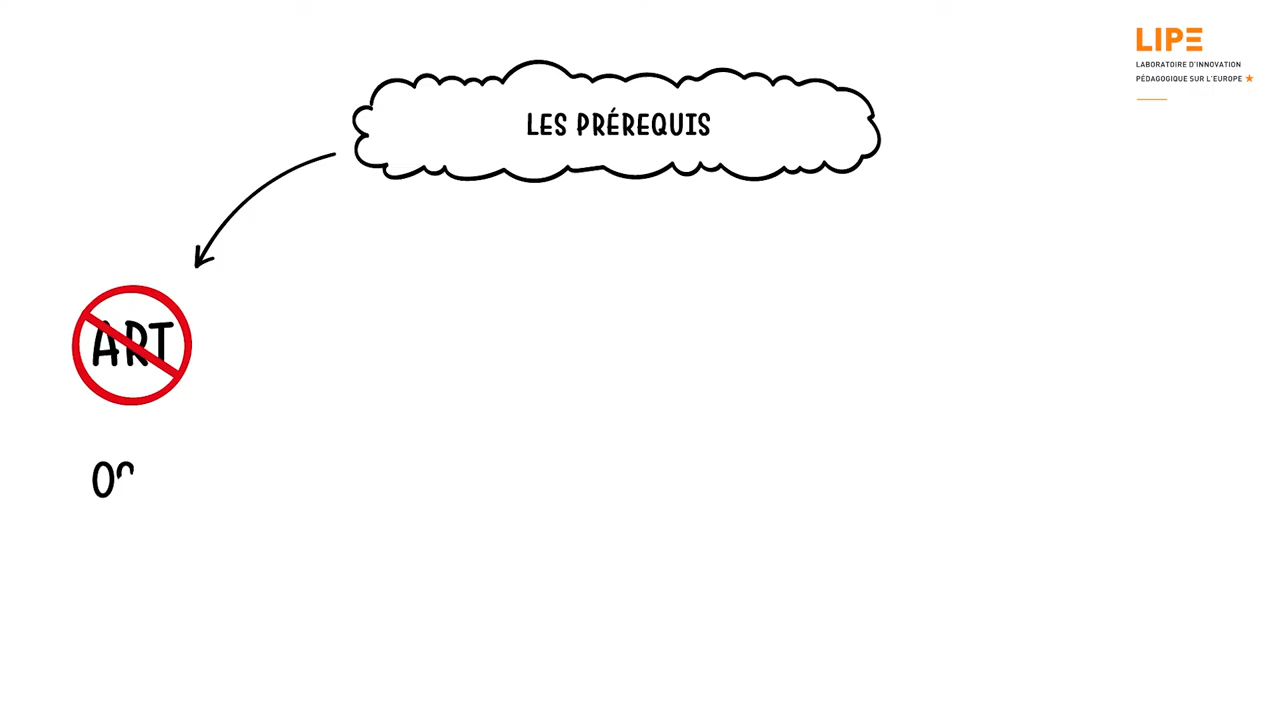 LIPE
LABORATOIRE D'INNOVATION
PÉDAGOGIQUE SUR L'EUROPE
LES PRÉREQUIS
ART